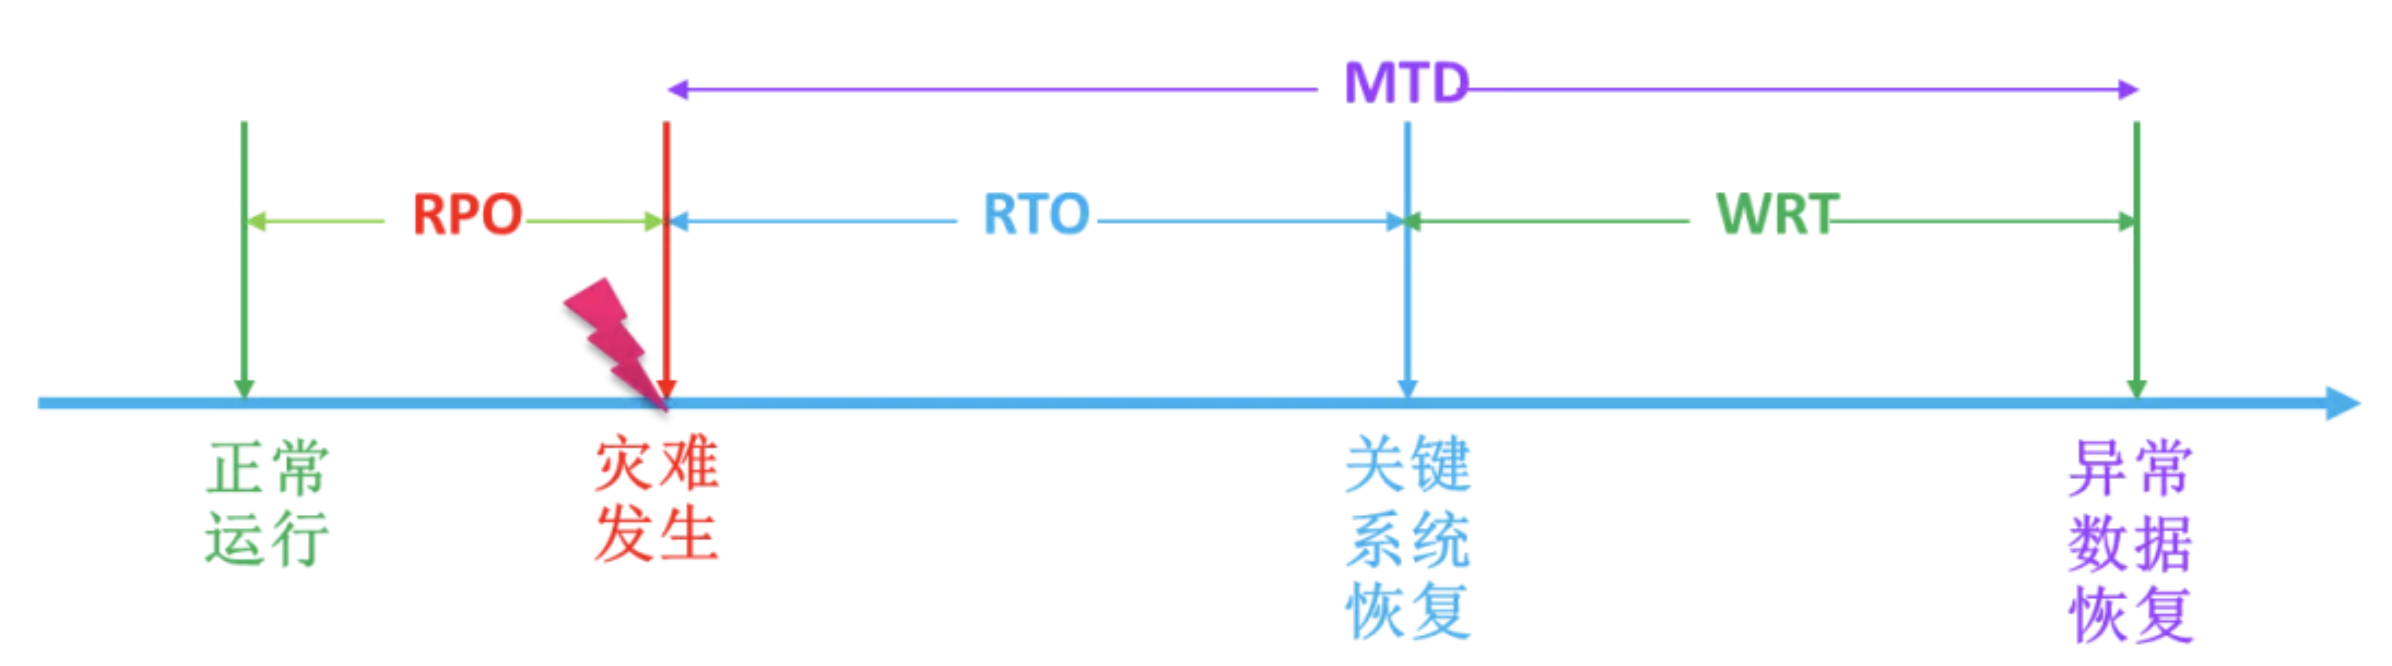 MTD
RPO
RTO
WRT
正常
运行
灾难
发生
关键
系统
恢复
异常
数据
恢复